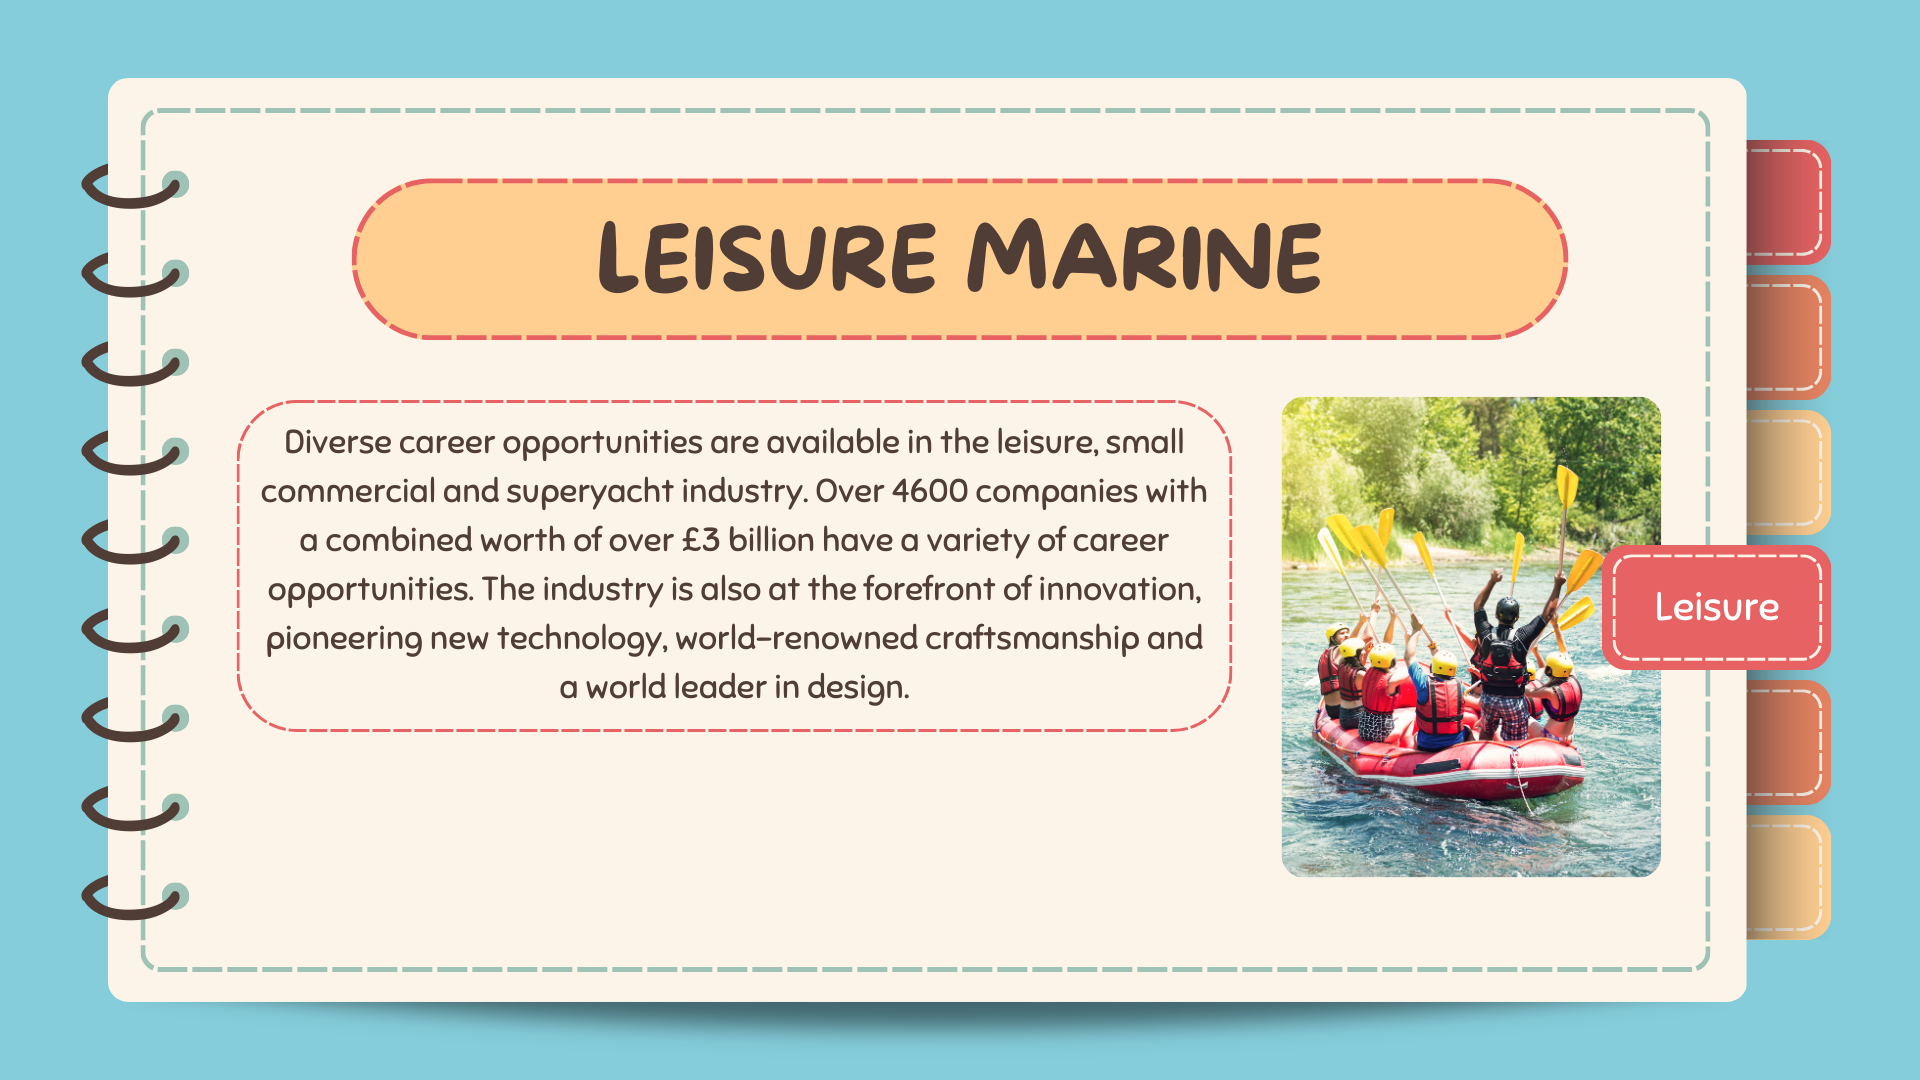 LEISURE MARINE
Diverse career opportunities are available in the leisure, small
commercial and superyacht industry. Over 4600 companies with
a combined worth of over £3 billion have a variety of career
opportunities. The industry is also at the forefront of innovation,
pioneering new technology, world-renowned craftsmanship and
a world leader in design.
Leisure